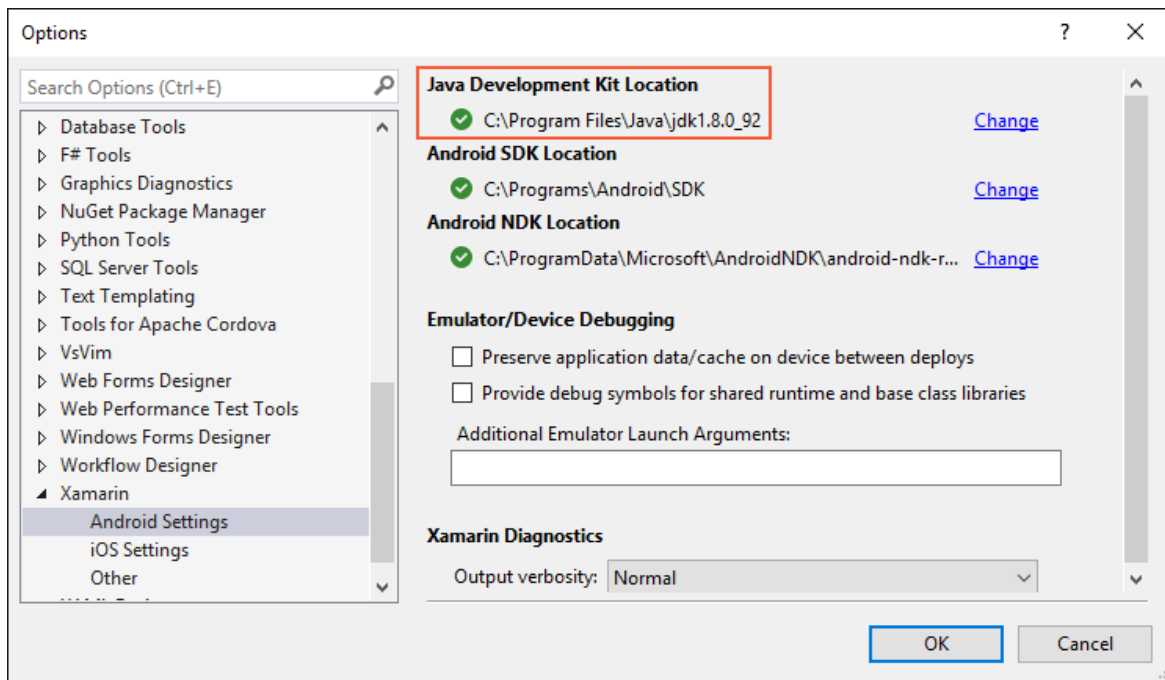 Options
?
Search Options (Ctrl+E)
Database Tools
F# Tools
Graphics Diagnostics
NuGet Package Manager
Python Tools
SQL Server Tools
Text Templating
Tools for Apache Cordova
VsVim
Web Forms Designer
Web Performance Test Tools
Windows Forms Designer
Workflow Designer
Xamarin
Android Settings
iOS Settings
Other
Java Development Kit Location
C:\Program Files\Java\jdk1.8.0_92 Change
Android SDK Location
C:\Programs\Android\SDK Change
Android NDK Location
C:\ProgramData\Microsoft\AndroidNDK\android-ndk-r... Change
Emulator/Device Debugging
Preserve application data/cache on device between deploys
Provide debug symbols for shared runtime and base class libraries
Additional Emulator Launch Arguments:
Xamarin Diagnostics
Output verbosity: Normal
OK Cancel